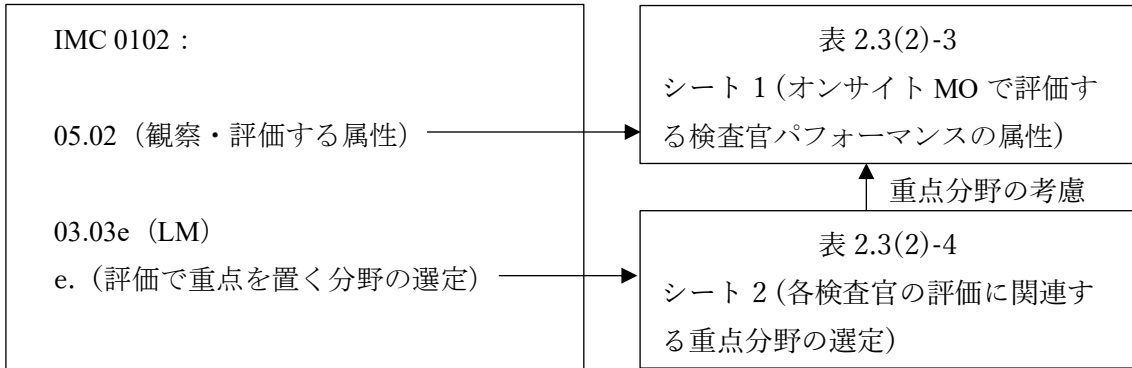 IMC 0102：
05.02（観察・評価する属性）
03.03e（LM）
e.（評価で重点を置く分野の選定）
表 2.3(2)-3
シート 1 (オンサイト MO で評価す
る検査官パフォーマンスの属性)
重点分野の考慮
表 2.3(2)-4
シート 2 (各検査官の評価に関連す
る重点分野の選定)